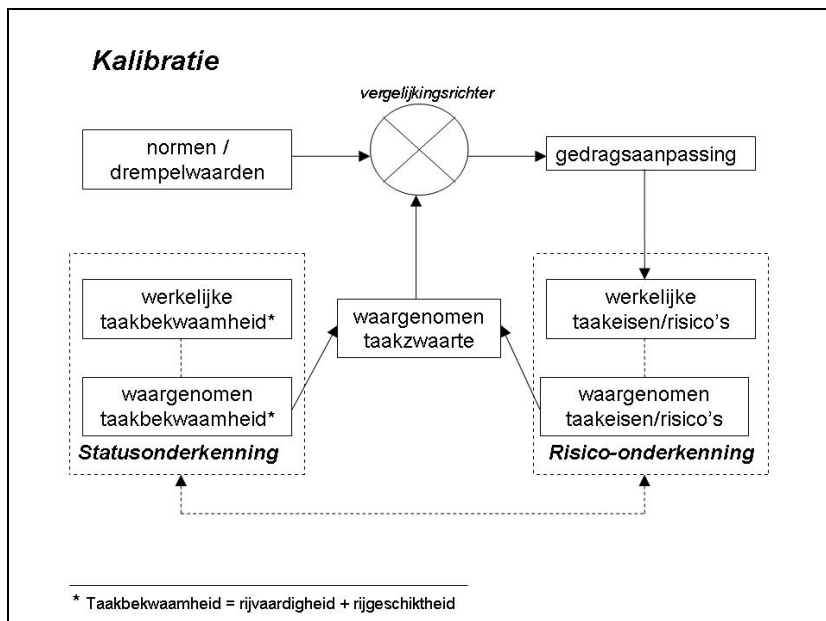 Kalibratie
vergelijkingsrichter
normen /
drempelwaarden
gedragsaanpassing
werkelijke
taakbekwaamheid*
waargenomen
taakzwaarte
werkelijke
taakeisen/risico's
waargenomen
taakbekwaamheid*
waargenomen
taakeisen/risico's
Statusonderkenning
Risico-onderkenning
* Taakbekwaamheid = rijvaardigheid + rijgeschiktheid